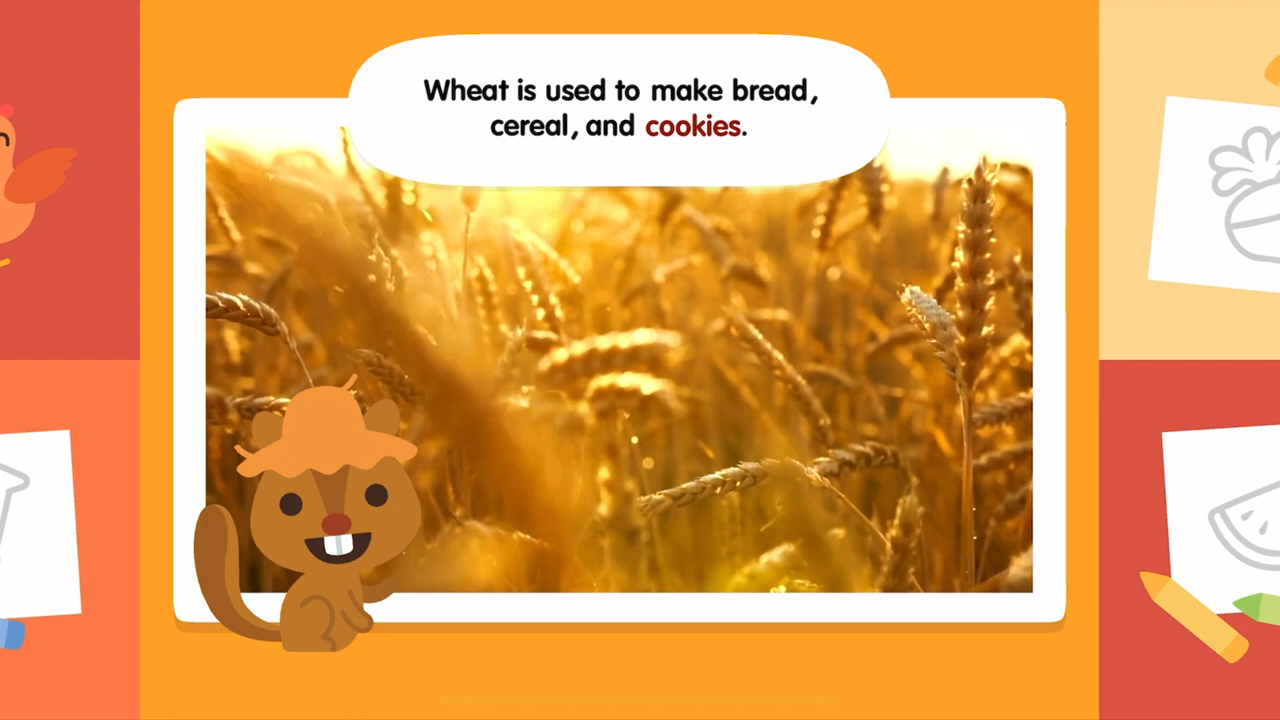 Wheat is used to make bread,
cereal, and cookies.